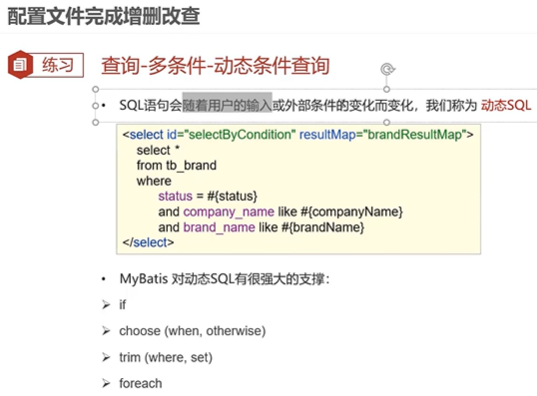 配置文件完成增删改查
练习
查询-多条件-动态条件查询
• SQL语句会随着用户的输入或外部条件的变化而变化，我们称为 动态SQL
<select id="selectByCondition" resultMap="brandResultMap">
select *
from tb_brand
where
status = #{status}
and company_name like #{companyName}
and brand_name like #{brandName}
</select>
• MyBatis 对动态SQL有很强大的支撑：
➢ if
➢ choose (when, otherwise)
➢ trim (where, set)
➢ foreach